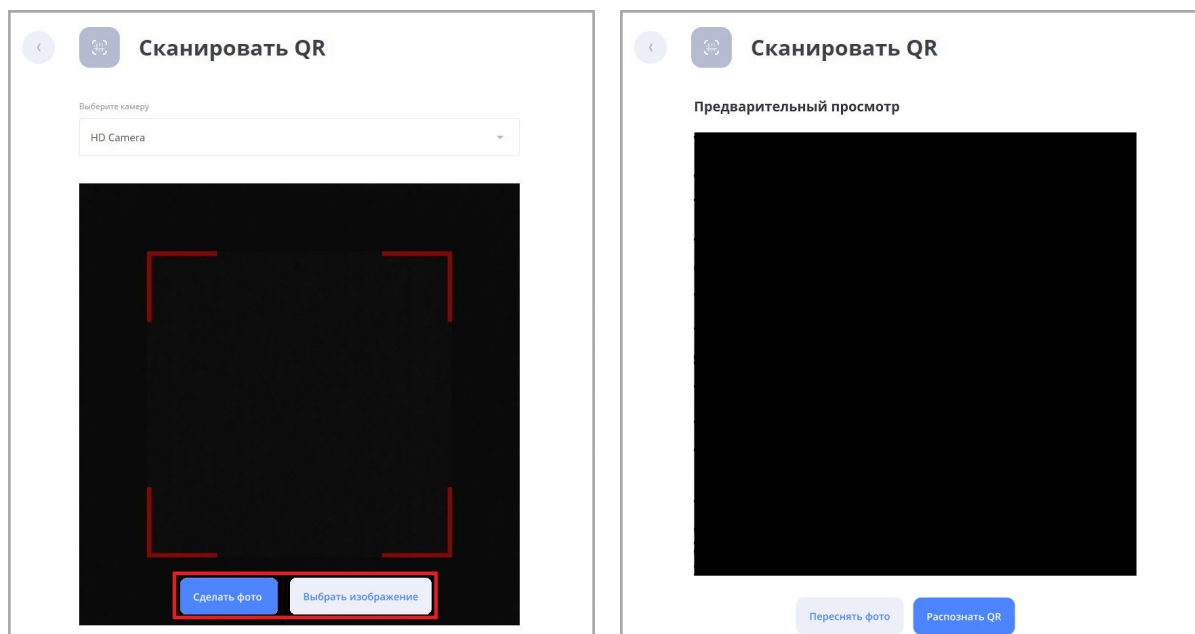 Сканировать QR
Выберите камеру
HD Camera
Сделать фото
Выбрать изображение
Сканировать QR
Предварительный просмотр
Переснять фото
Распознать QR